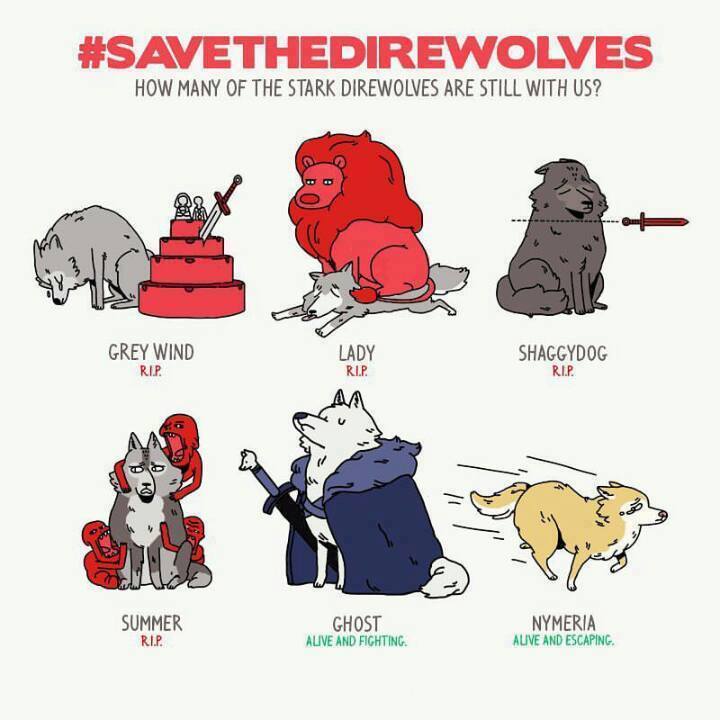 #SAVETHEDIREWOLVES
HOW MANY OF THE STARK DIREWOLVES ARE STILL WITH US?
GREY WIND
R.I.P.
LADY
R.I.P.
SHAGGYDOG
R.I.P.
SUMMER
R.I.P.
GHOST
ALIVE AND FIGHTING.
NYMERIA
ALIVE AND ESCAPING.